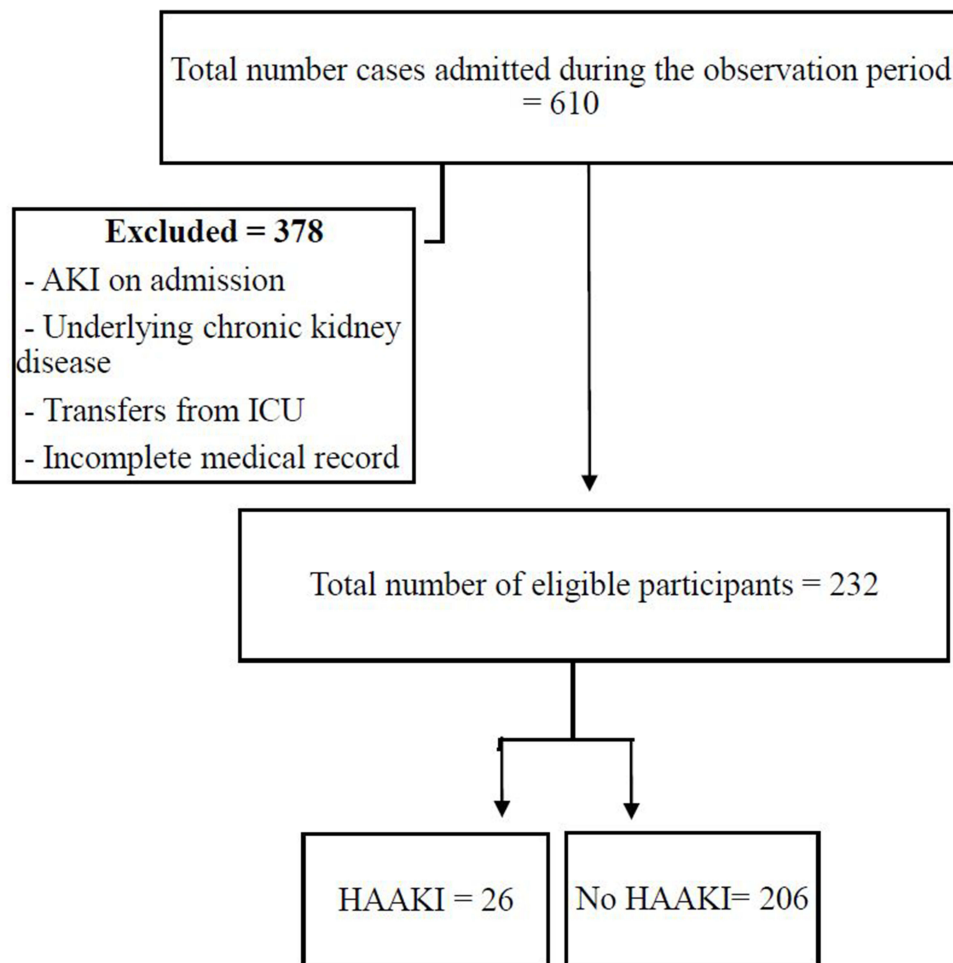 Total number cases admitted during the observation period
= 610
Excluded = 378
- AKI on admission
- Underlying chronic kidney
disease
- Transfers from ICU
- Incomplete medical record
Total number of eligible participants = 232
HAAKI = 26
No HAAKI= 206